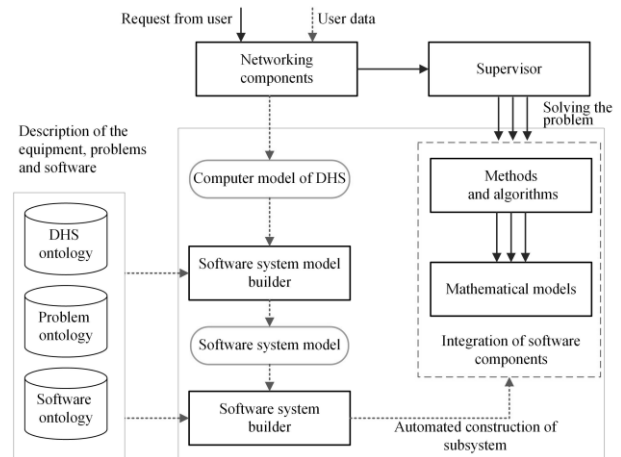 Request from user
User data
Networking
components
Supervisor
Solving the
problem
Description of the
equipment, problems
and software
Computer model of DHS
Methods
and algorithms
DHS
ontology
Software system model
builder
Mathematical models
Problem
ontology
Software system model
Integration of software
components
Software
ontology
Software system
builder
Automated construction of
subsystem